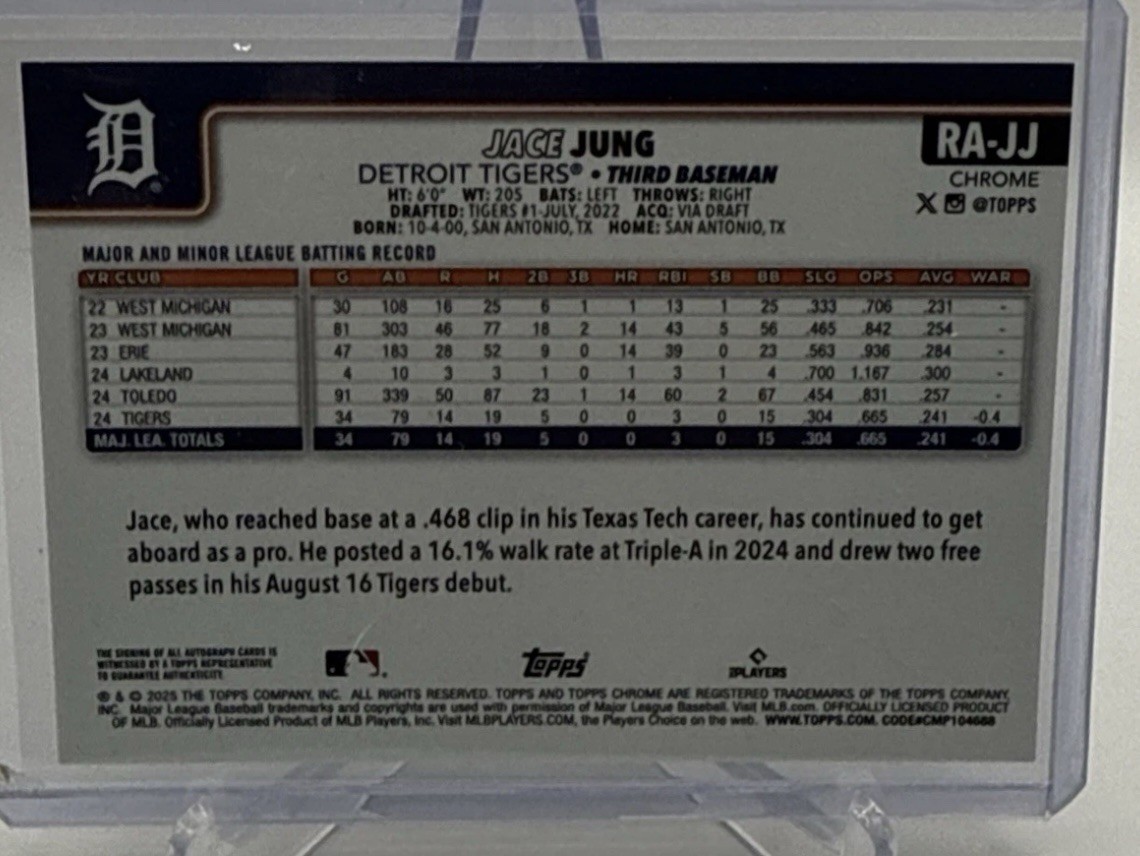 D
JACE JUNG
RA-JJ
DETROIT TIGERS® • THIRD BASEMAN
CHROME
HT: 6'0" WT: 205 BATS: LEFT THROWS: RIGHT
X @TOPPS
DRAFTED: TIGERS #1-JULY, 2022 ACQ: VIA DRAFT
BORN: 10-4-00, SAN ANTONIO, TX HOME: SAN ANTONIO, TX
MAJOR AND MINOR LEAGUE BATTING RECORD
YR CLUB G AB R H 2B 3B HR RBI SB BB SLG OPS AVG WAR
22 WEST MICHIGAN 30 108 16 25 6 1 1 13 1 25 .333 .706 .231 -
23 WEST MICHIGAN 81 303 46 77 18 2 14 43 5 56 .465 .842 .254 -
23 ERIE 47 183 28 52 9 0 14 39 0 23 .563 .936 .284 -
24 LAKELAND 4 10 3 3 1 0 1 3 1 4 .700 1.167 .300 -
24 TOLEDO 91 339 50 87 23 1 14 60 2 67 .454 .831 .257 -
24 TIGERS 34 79 14 19 5 0 0 3 0 15 .304 .665 .241 -0.4
MAJ. LEA. TOTALS 34 79 14 19 5 0 0 3 0 15 .304 .665 .241 -0.4
Jace, who reached base at a .468 clip in his Texas Tech career, has continued to get
aboard as a pro. He posted a 16.1% walk rate at Triple-A in 2024 and drew two free
passes in his August 16 Tigers debut.
THE SIGNING OF ALL AUTOGRAPH CARDS IS
WITNESSED BY A TOPPS REPRESENTATIVE
TO GUARANTEE AUTHENTICITY.
Topps
PLAYERS
® & © 2025 THE TOPPS COMPANY, INC. ALL RIGHTS RESERVED. TOPPS AND TOPPS CHROME ARE REGISTERED TRADEMARKS OF THE TOPPS COMPANY,
INC. Major League Baseball trademarks and copyrights are used with permission of Major League Baseball. Visit MLB.com. OFFICIALLY LICENSED PRODUCT
OF MLB. Officially Licensed Product of MLB Players, Inc. Visit MLBPLAYERS.COM, the Players Choice on the web. WWW.TOPPS.COM. CODE#CMP104688